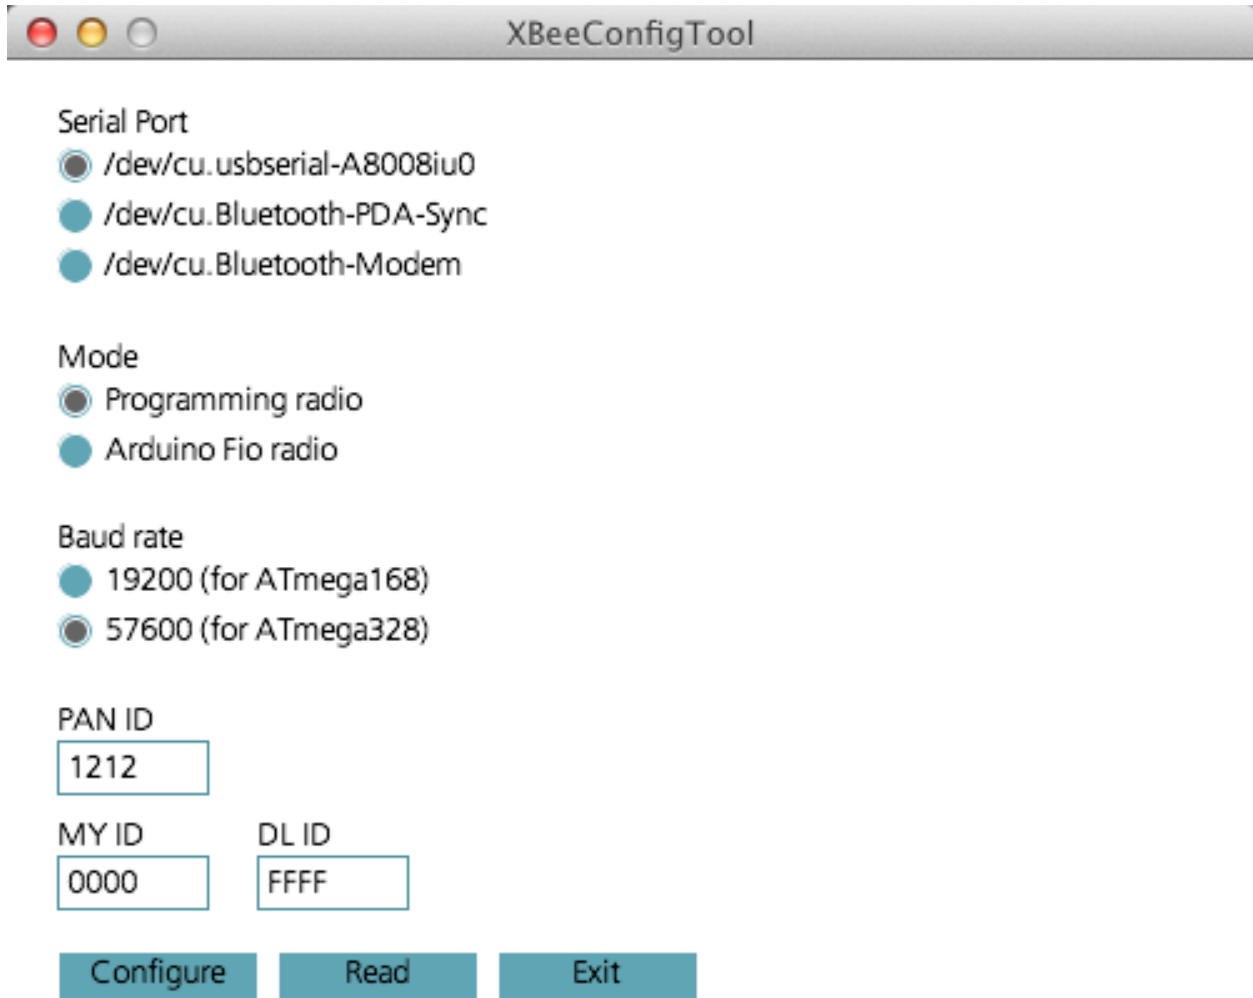 XBeeConfigTool
Serial Port
/dev/cu.usbserial-A8008iu0
/dev/cu.Bluetooth-PDA-Sync
/dev/cu.Bluetooth-Modem
Mode
Programming radio
Arduino Fio radio
Baud rate
19200 (for ATmega168)
57600 (for ATmega328)
PAN ID
1212
MY ID DL ID
0000 FFFF
Configure Read Exit